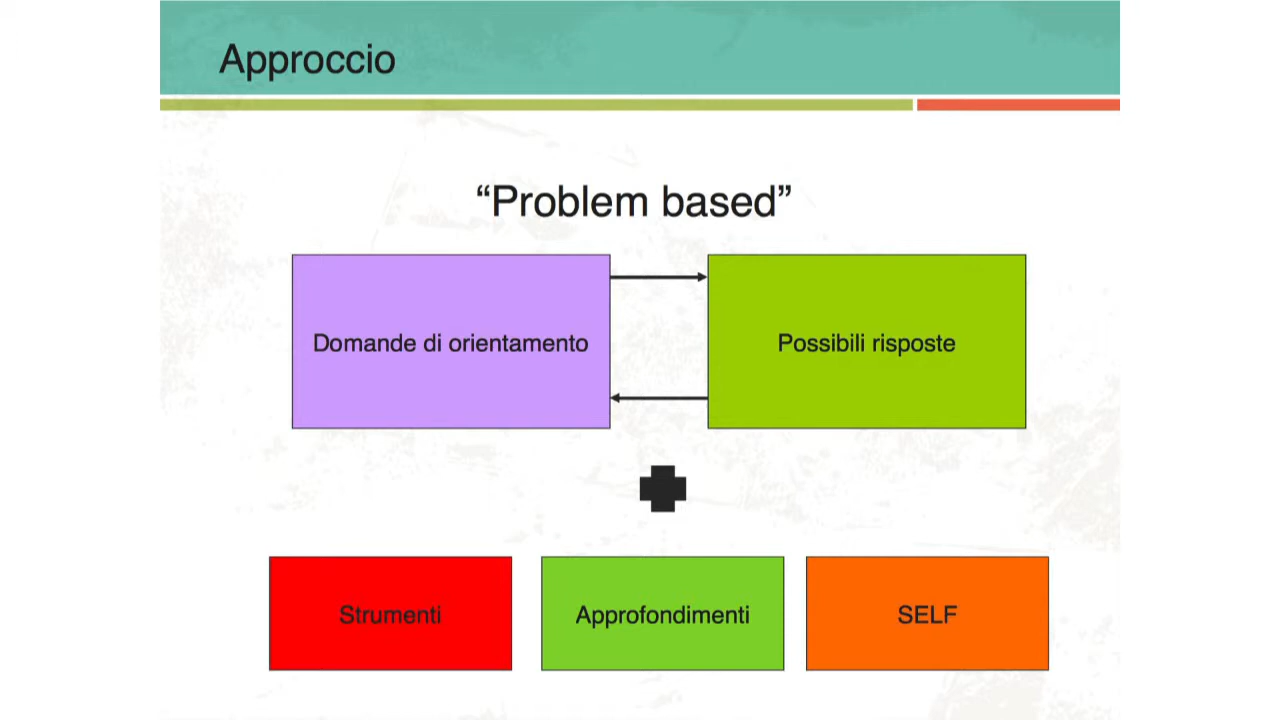 Approccio
“Problem based”
Domande di orientamento
Possibili risposte
Strumenti
Approfondimenti
SELF